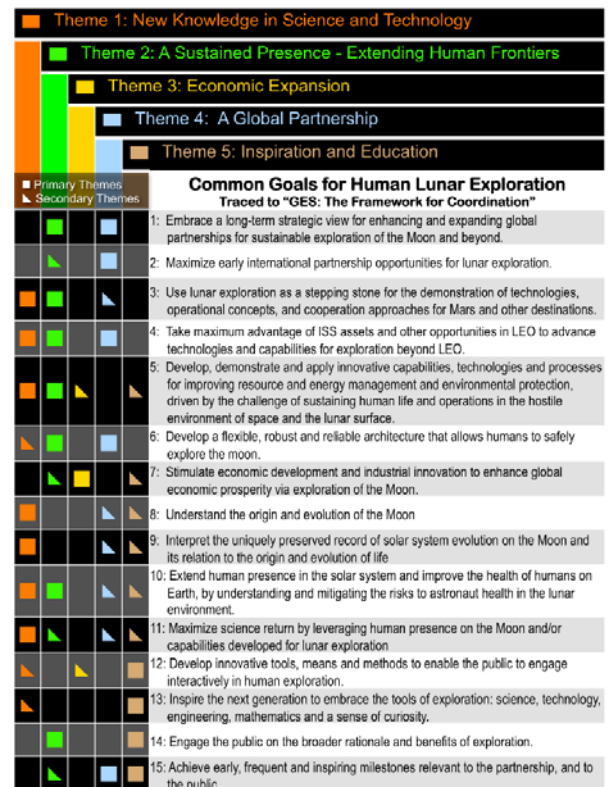 Theme 1: New Knowledge in Science and Technology
Theme 2: A Sustained Presence - Extending Human Frontiers
Theme 3: Economic Expansion
Theme 4: A Global Partnership
Theme 5: Inspiration and Education
Primary Themes
Secondary Themes
Common Goals for Human Lunar Exploration
Traced to "GES: The Framework for Coordination"
1: Embrace a long-term strategic view for enhancing and expanding global
partnerships for sustainable exploration of the Moon and beyond.
2: Maximize early international partnership opportunities for lunar exploration.
3: Use lunar exploration as a stepping stone for the demonstration of technologies,
operational concepts, and cooperation approaches for Mars and other destinations.
4: Take maximum advantage of ISS assets and other opportunities in LEO to advance
technologies and capabilities for exploration beyond LEO.
5: Develop, demonstrate and apply innovative capabilities, technologies and processes
for improving resource and energy management and environmental protection,
driven by the challenge of sustaining human life and operations in the hostile
environment of space and the lunar surface.
6: Develop a flexible, robust and reliable architecture that allows humans to safely
explore the moon.
7: Stimulate economic development and industrial innovation to enhance global
economic prosperity via exploration of the Moon.
8: Understand the origin and evolution of the Moon
9: Interpret the uniquely preserved record of solar system evolution on the Moon and
its relation to the origin and evolution of life
10: Extend human presence in the solar system and improve the health of humans on
Earth, by understanding and mitigating the risks to astronaut health in the lunar
environment.
11: Maximize science return by leveraging human presence on the Moon and/or
capabilities developed for lunar exploration
12: Develop innovative tools, means and methods to enable the public to engage
interactively in human exploration.
13: Inspire the next generation to embrace the tools of exploration: science, technology,
engineering, mathematics and a sense of curiosity.
14: Engage the public on the broader rationale and benefits of exploration.
15: Achieve early, frequent and inspiring milestones relevant to the partnership, and to
the public